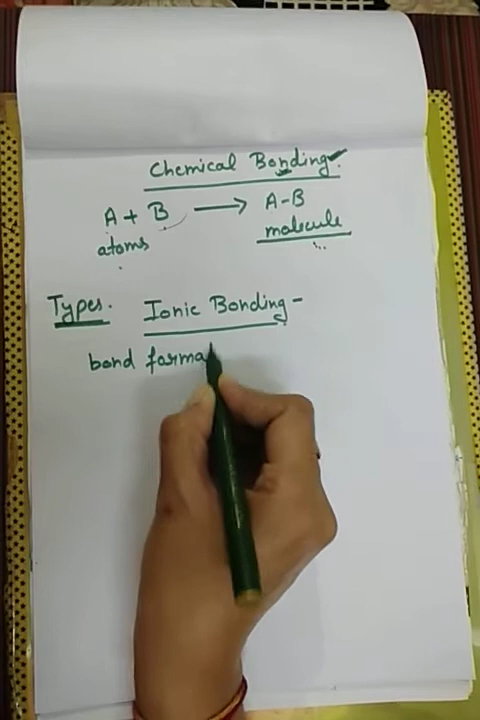 Chemical Bonding
A + B ⟶ A-B
atoms molecule
Types. Ionic Bonding-
bond forma